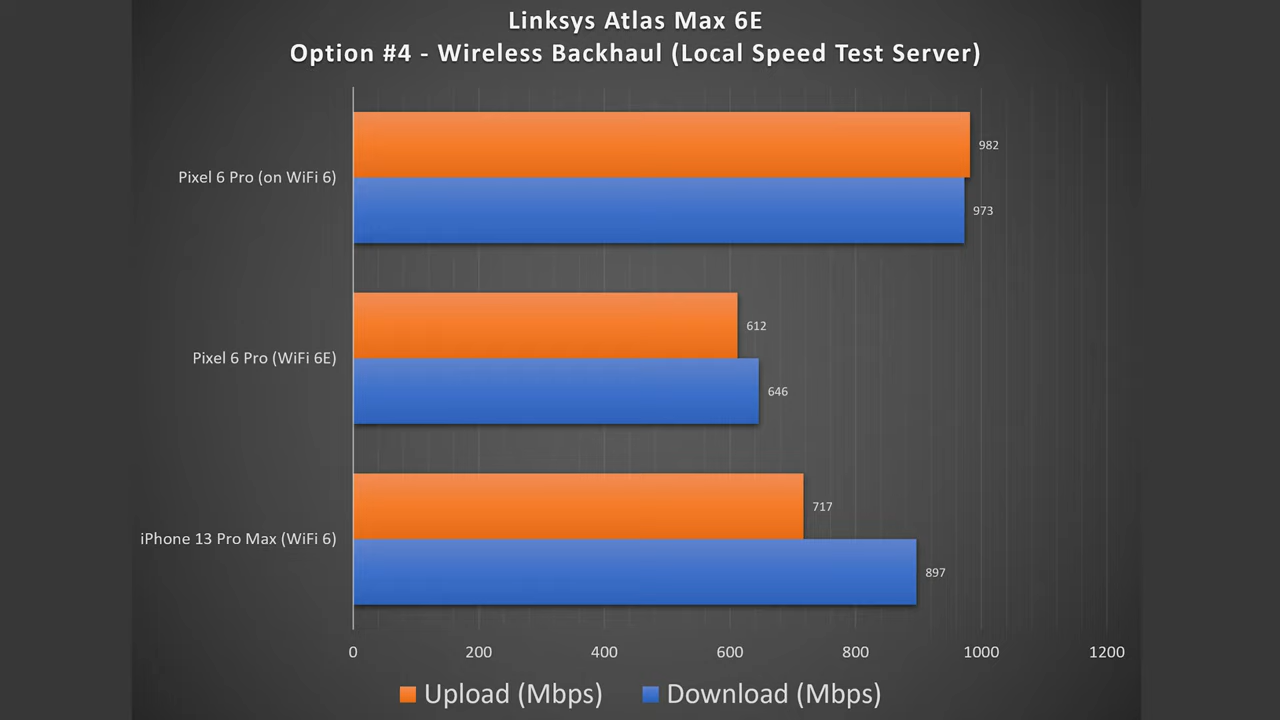 Linksys Atlas Max 6E
Option #4 - Wireless Backhaul (Local Speed Test Server)
982
Pixel 6 Pro (on WiFi 6)
973
612
Pixel 6 Pro (WiFi 6E)
646
717
iPhone 13 Pro Max (WiFi 6)
897
0 200 400 600 800 1000 1200
Upload (Mbps) Download (Mbps)